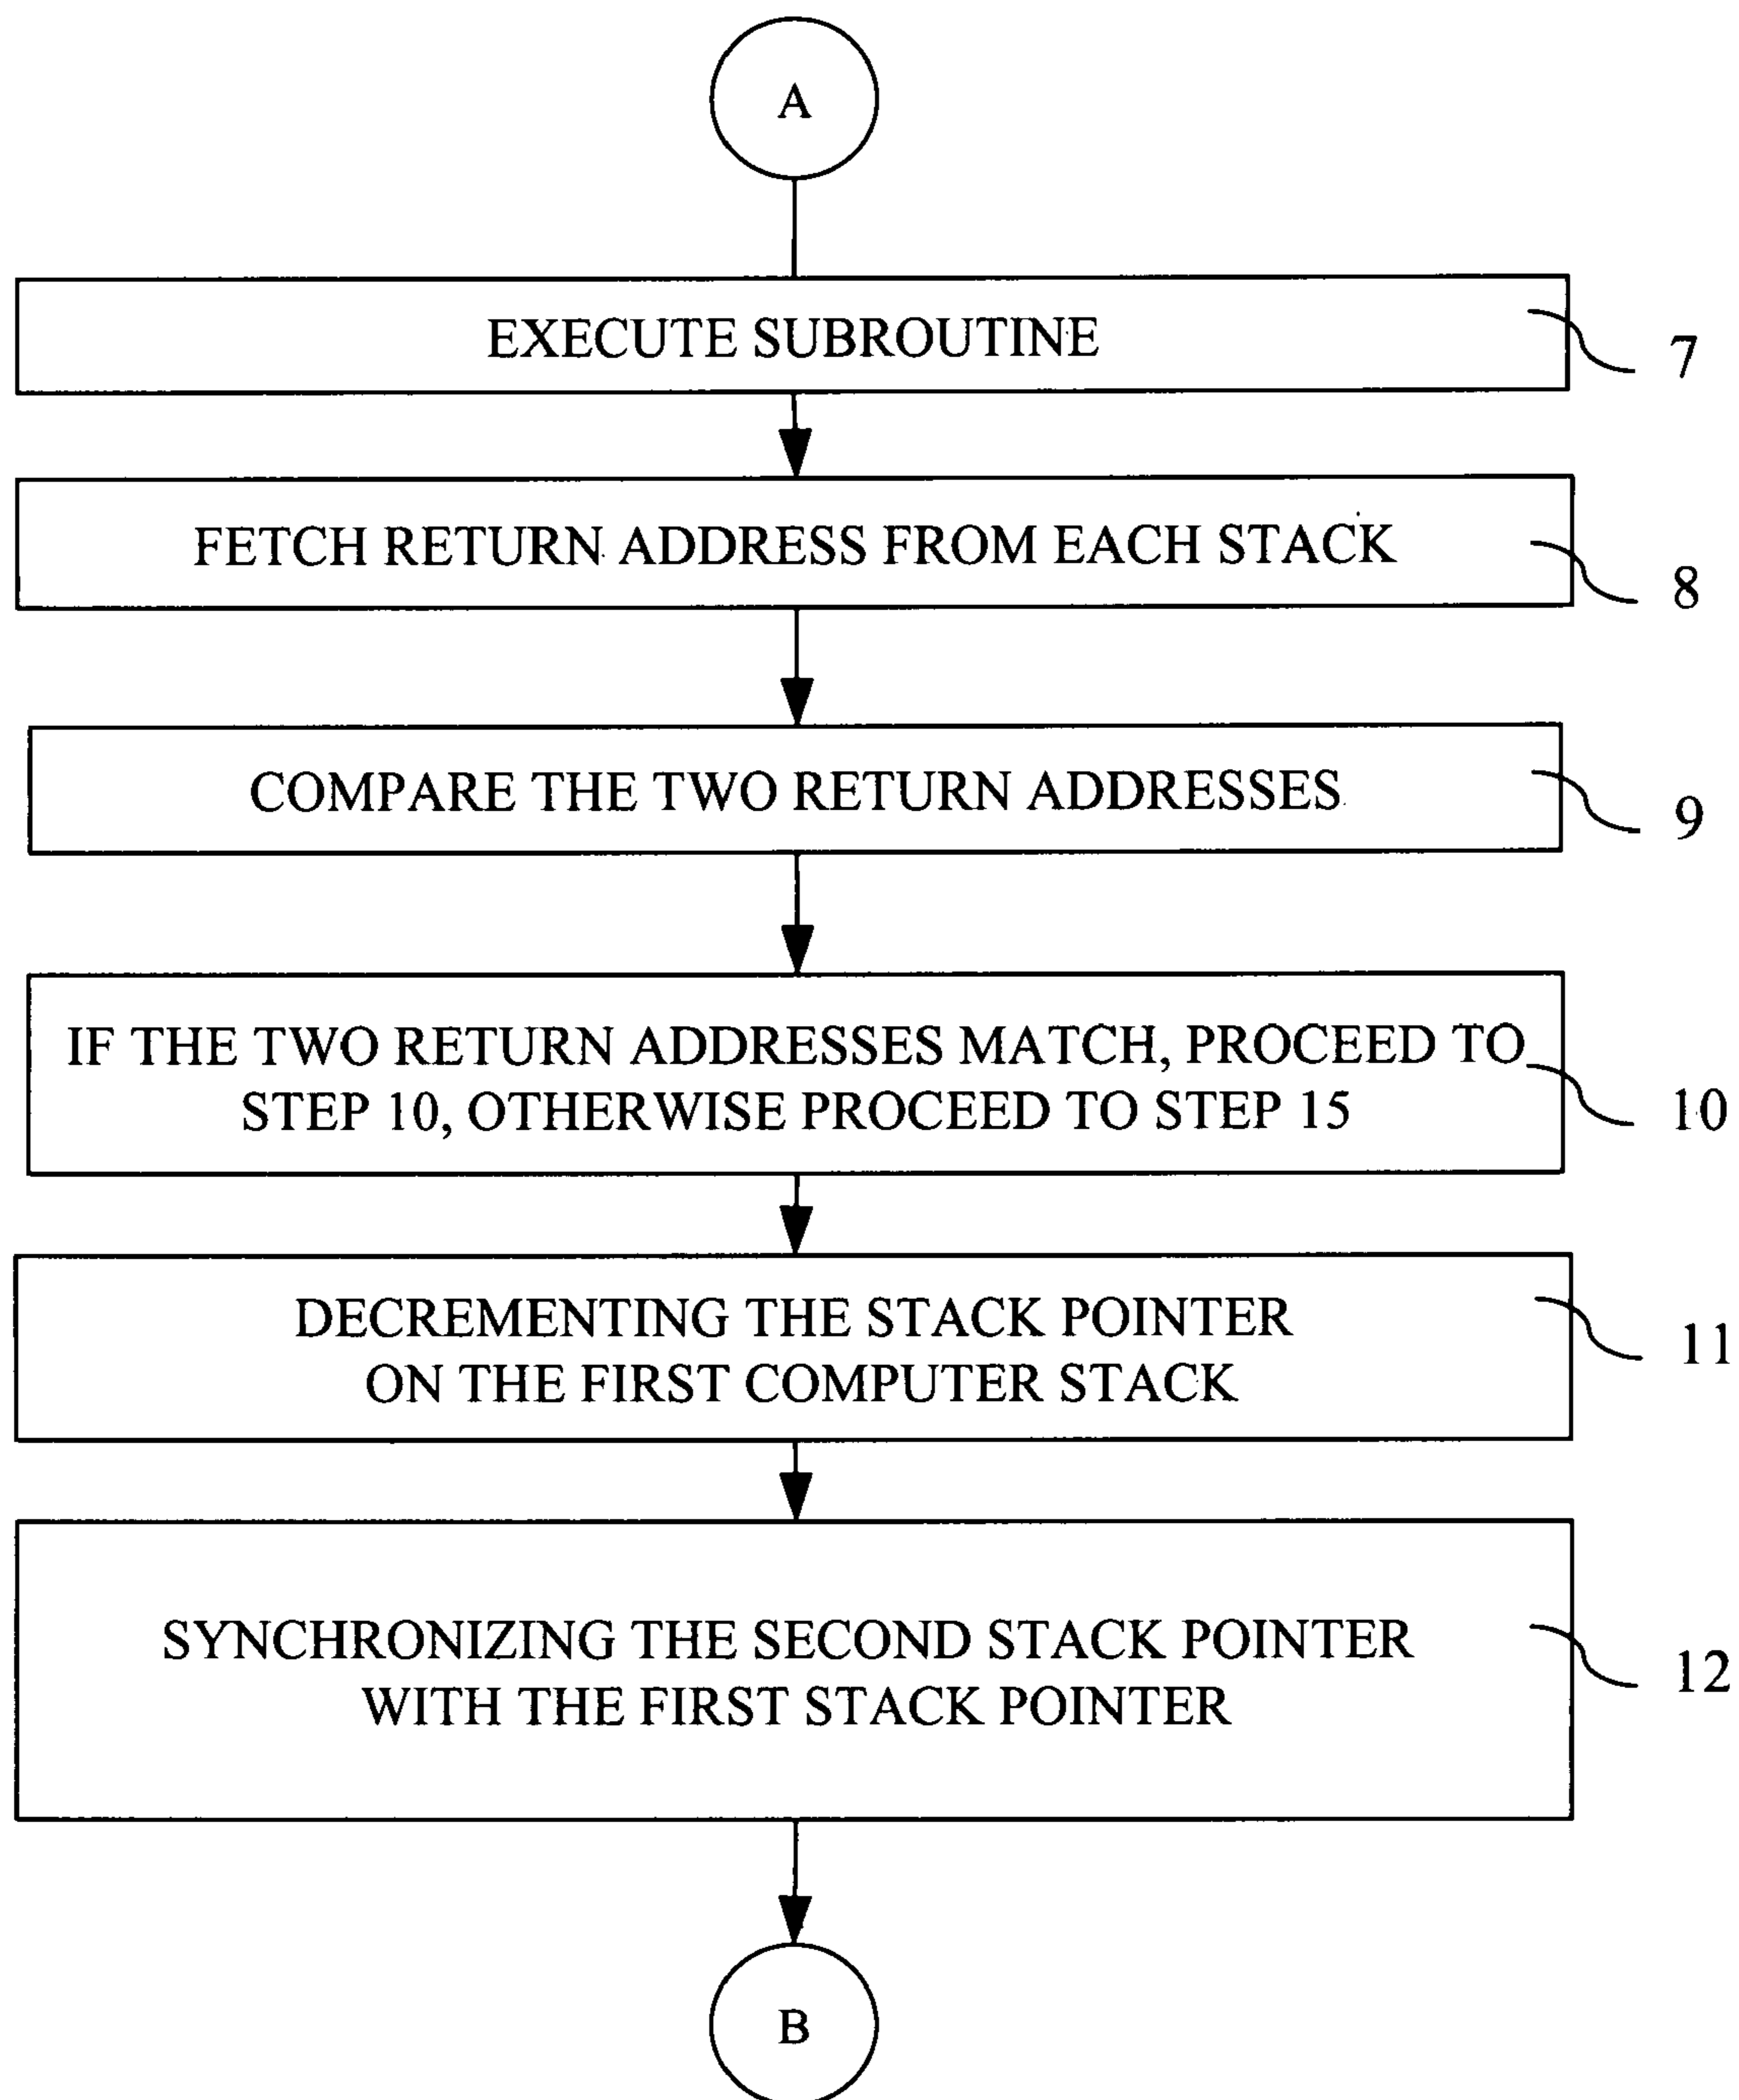 A
EXECUTE SUBROUTINE
7
FETCH RETURN ADDRESS FROM EACH STACK
8
COMPARE THE TWO RETURN ADDRESSES
9
IF THE TWO RETURN ADDRESSES MATCH, PROCEED TO
STEP 10, OTHERWISE PROCEED TO STEP 15
10
DECREMENTING THE STACK POINTER
ON THE FIRST COMPUTER STACK
11
SYNCHRONIZING THE SECOND STACK POINTER
WITH THE FIRST STACK POINTER
12
B